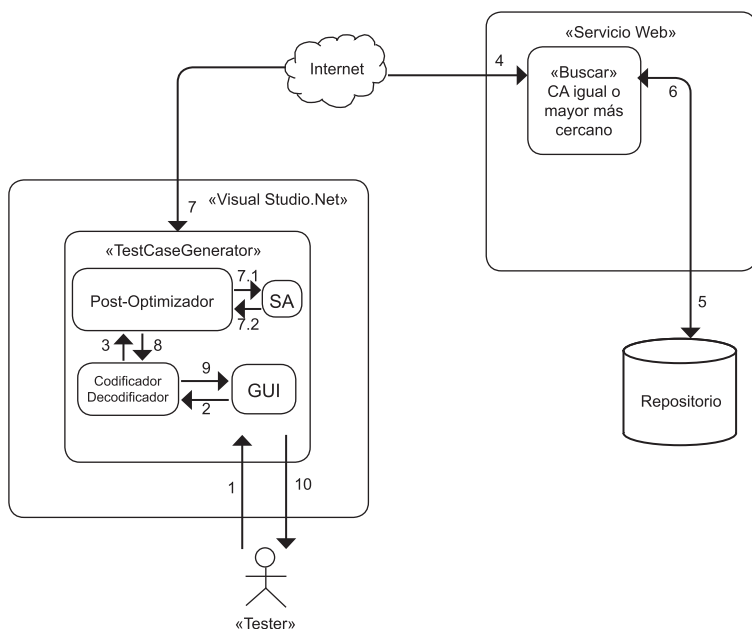 «Servicio Web»
Internet
4
«Buscar»
CA igual o
mayor más
cercano
6
7
«Visual Studio.Net»
«TestCaseGenerator»
7.1
Post-Optimizador
SA
7.2
5
3
8
Codificador
Decodificador
9
GUI
2
Repositorio
1
10
«Tester»